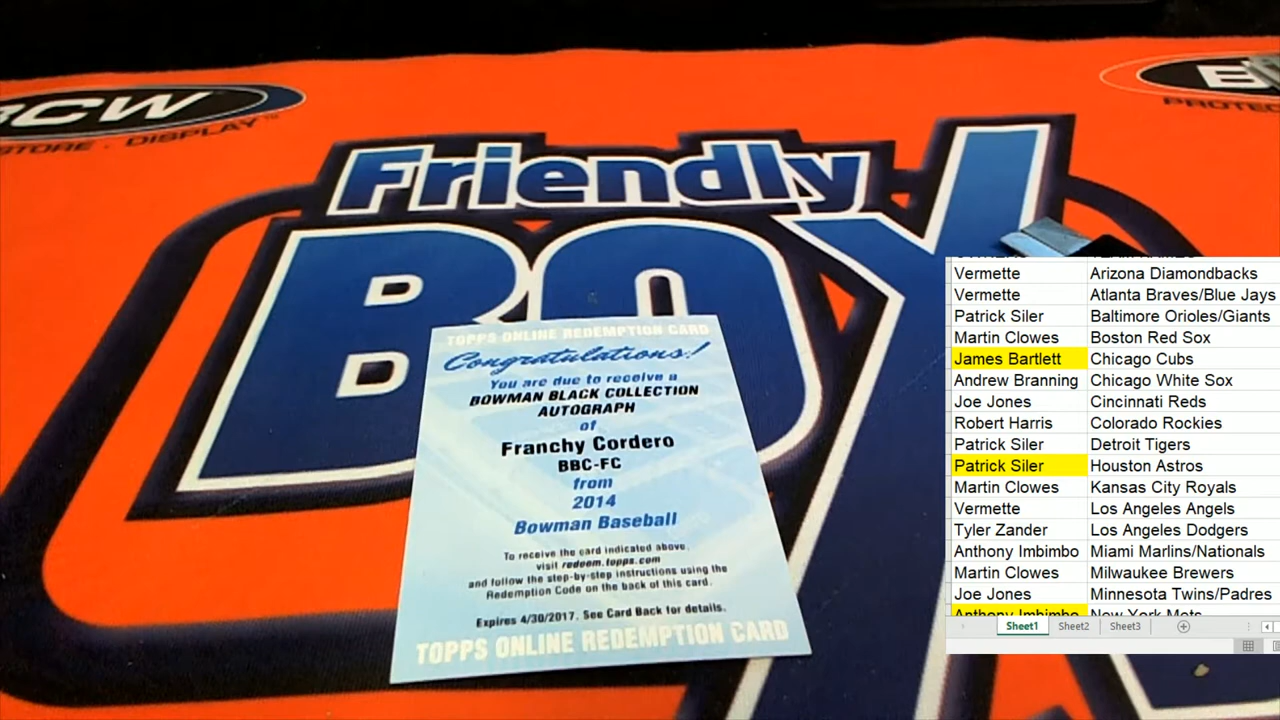 BCW
STORE · DISPLAY™
B
PROTEC
Friendly
BOX
TOPPS ONLINE REDEMPTION CARD
Congratulations!
You are due to receive a
BOWMAN BLACK COLLECTION
AUTOGRAPH
of
Franchy Cordero
BBC-FC
from
2014
Bowman Baseball
To receive the card indicated above,
visit redeem.topps.com
and follow the step-by-step instructions using the
Redemption Code on the back of this card.
Expires 4/30/2017. See Card Back for details.
TOPPS ONLINE REDEMPTION CARD
Vermette Arizona Diamondbacks
Vermette Atlanta Braves/Blue Jays
Patrick Siler Baltimore Orioles/Giants
Martin Clowes Boston Red Sox
James Bartlett Chicago Cubs
Andrew Branning Chicago White Sox
Joe Jones Cincinnati Reds
Robert Harris Colorado Rockies
Patrick Siler Detroit Tigers
Patrick Siler Houston Astros
Martin Clowes Kansas City Royals
Vermette Los Angeles Angels
Tyler Zander Los Angeles Dodgers
Anthony Imbimbo Miami Marlins/Nationals
Martin Clowes Milwaukee Brewers
Joe Jones Minnesota Twins/Padres
Anthony Imbimbo New York Mets
Sheet1 Sheet2 Sheet3